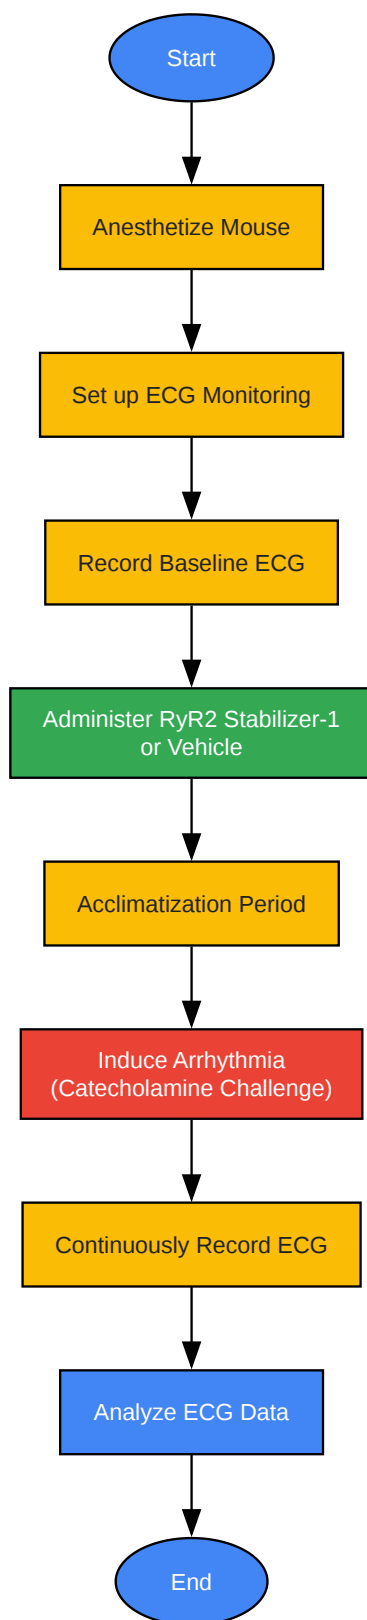 Start
Anesthetize Mouse
Set up ECG Monitoring
Record Baseline ECG
Administer RyR2 Stabilizer-1
or Vehicle
Acclimatization Period
Induce Arrhythmia
(Catecholamine Challenge)
Continuously Record ECG
Analyze ECG Data
End